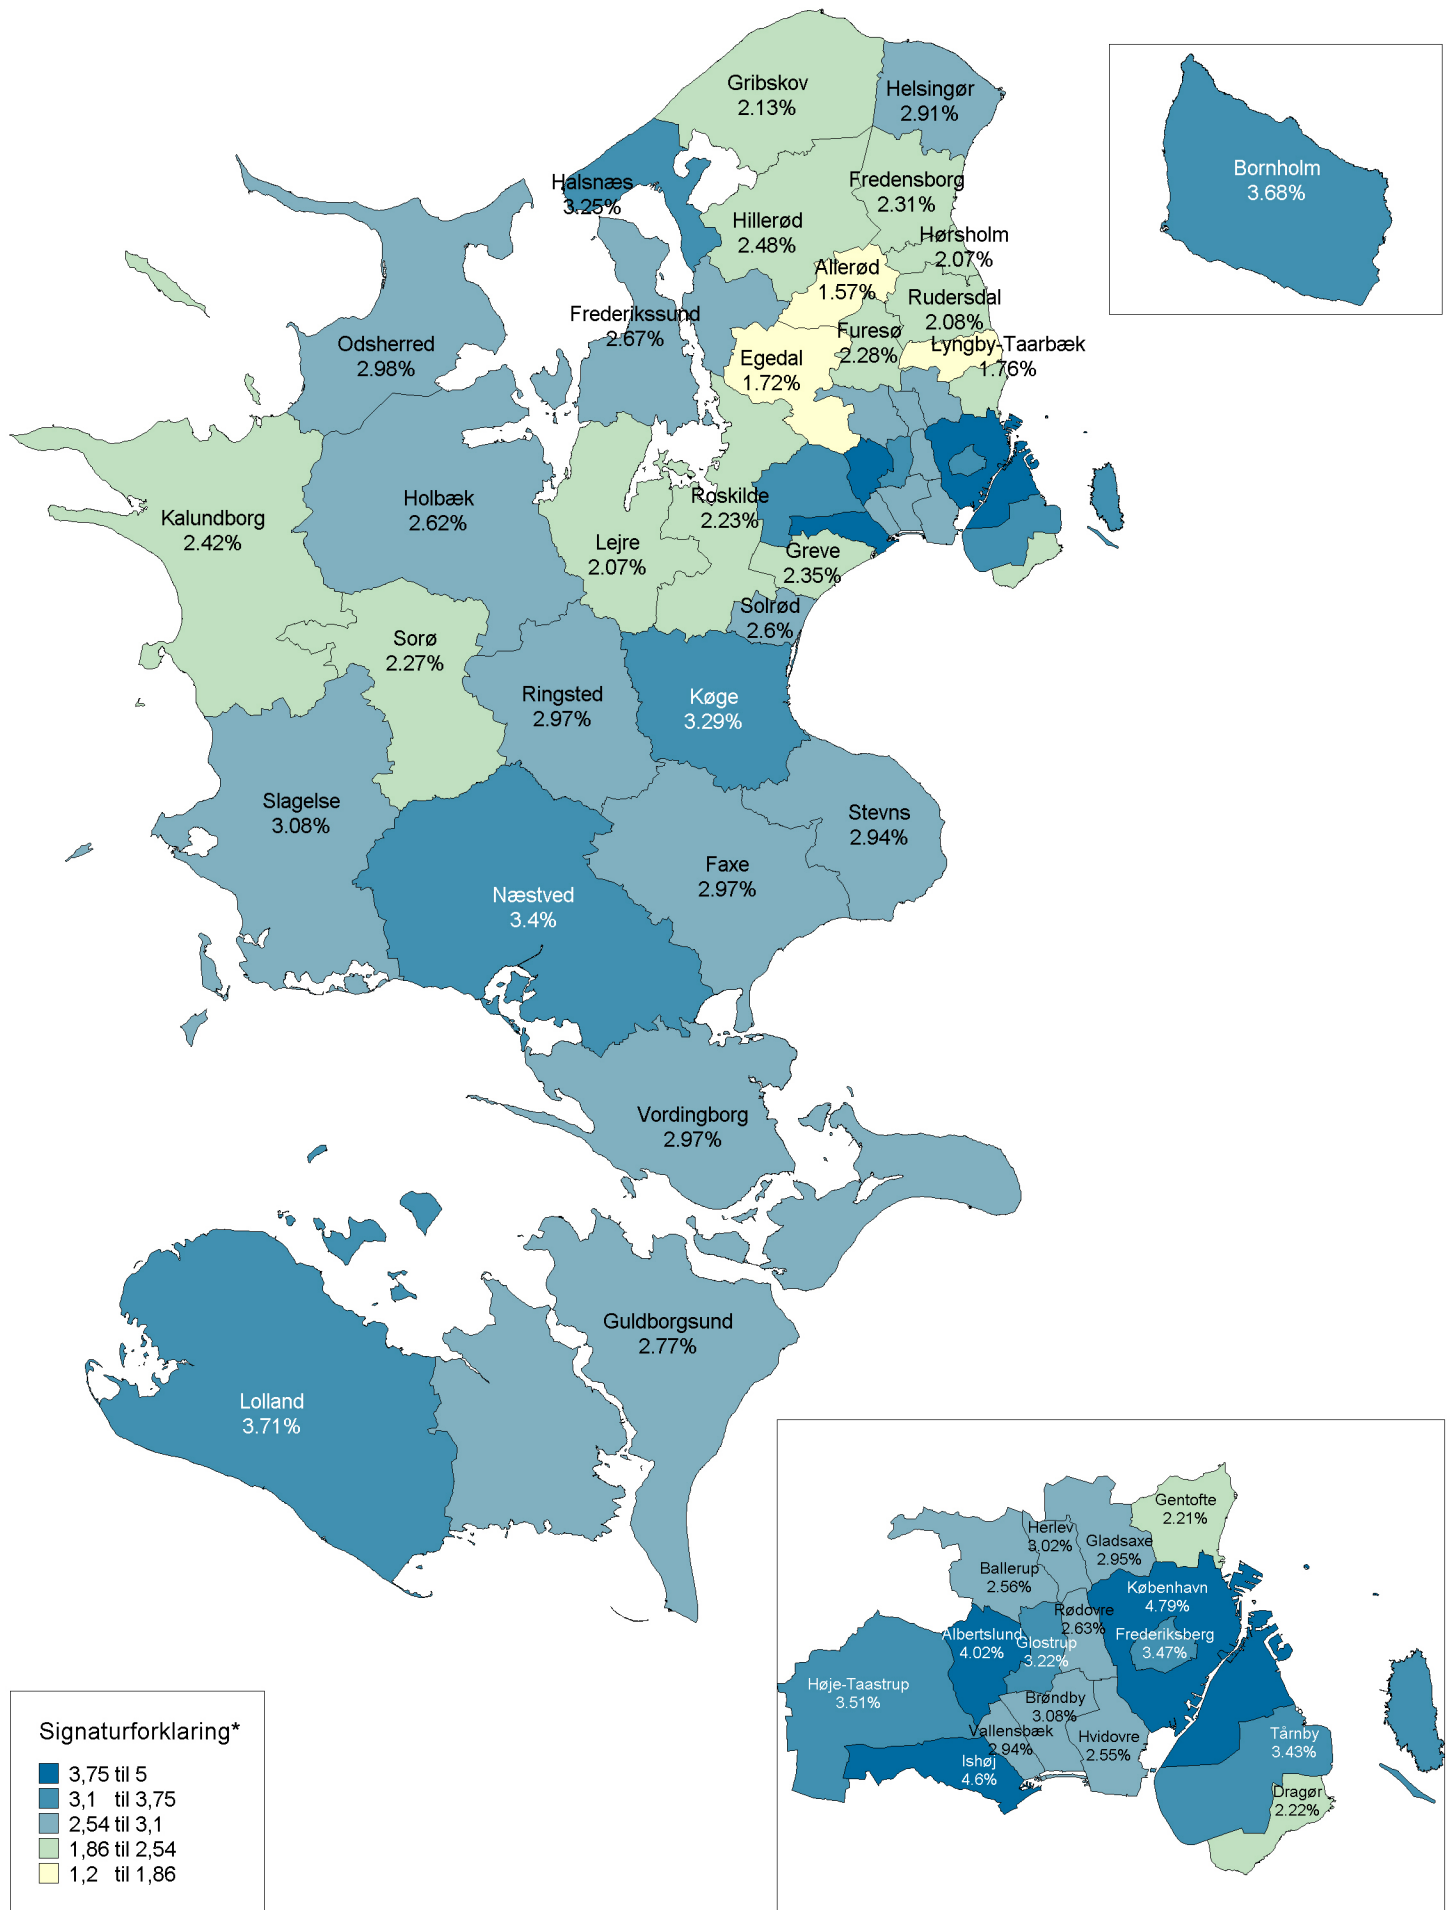 Gribskov
2.13%
Helsingør
2.91%
Bornholm
3.68%
Halsnæs
3.25%
Fredensborg
2.31%
Hillerød
2.48%
Hørsholm
2.07%
Allerød
1.57%
Rudersdal
2.08%
Frederikssund
2.67%
Furesø
2.28%
Odsherred
2.98%
Egedal
1.72%
Lyngby-Taarbæk
1.76%
Holbæk
2.62%
Roskilde
2.23%
Kalundborg
2.42%
Lejre
2.07%
Greve
2.35%
Solrød
2.6%
Sorø
2.27%
Ringsted
2.97%
Køge
3.29%
Slagelse
3.08%
Stevns
2.94%
Faxe
2.97%
Næstved
3.4%
Vordingborg
2.97%
Guldborgsund
2.77%
Lolland
3.71%
Gentofte
2.21%
Herlev
3.02%
Gladsaxe
2.95%
Ballerup
2.56%
København
4.79%
Rødovre
2.63%
Albertslund
4.02%
Glostrup
3.22%
Frederiksberg
3.47%
Høje-Taastrup
3.51%
Brøndby
3.08%
Vallensbæk
2.94%
Hvidovre
2.55%
Tårnby
3.43%
Ishøj
4.6%
Dragør
2.22%
Signaturforklaring*
3,75 til 5
3,1 til 3,75
2,54 til 3,1
1,86 til 2,54
1,2 til 1,86